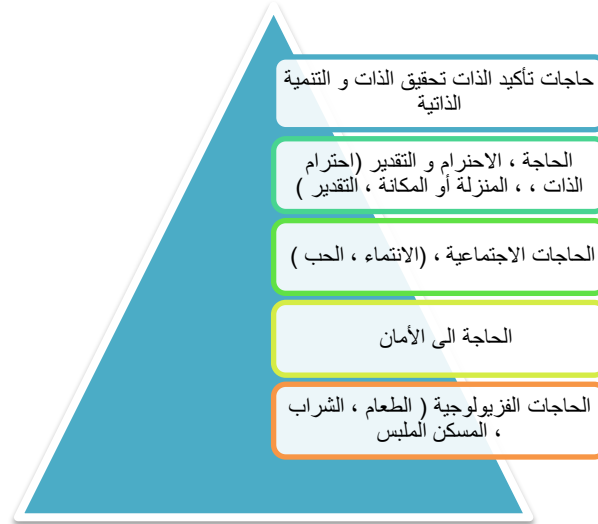 حاجات تأكيد الذات تحقيق الذات و التنمية
الذاتية
الحاجة ، الاحنرام و التقدير (احترام
الذات ، ، المنزلة أو المكانة ، التقدير )
الحاجات الاجتماعية ، (الانتماء ، الحب )
الحاجة الى الأمان
الحاجات الفزيولوجية ( الطعام ، الشراب
، المسكن الملبس